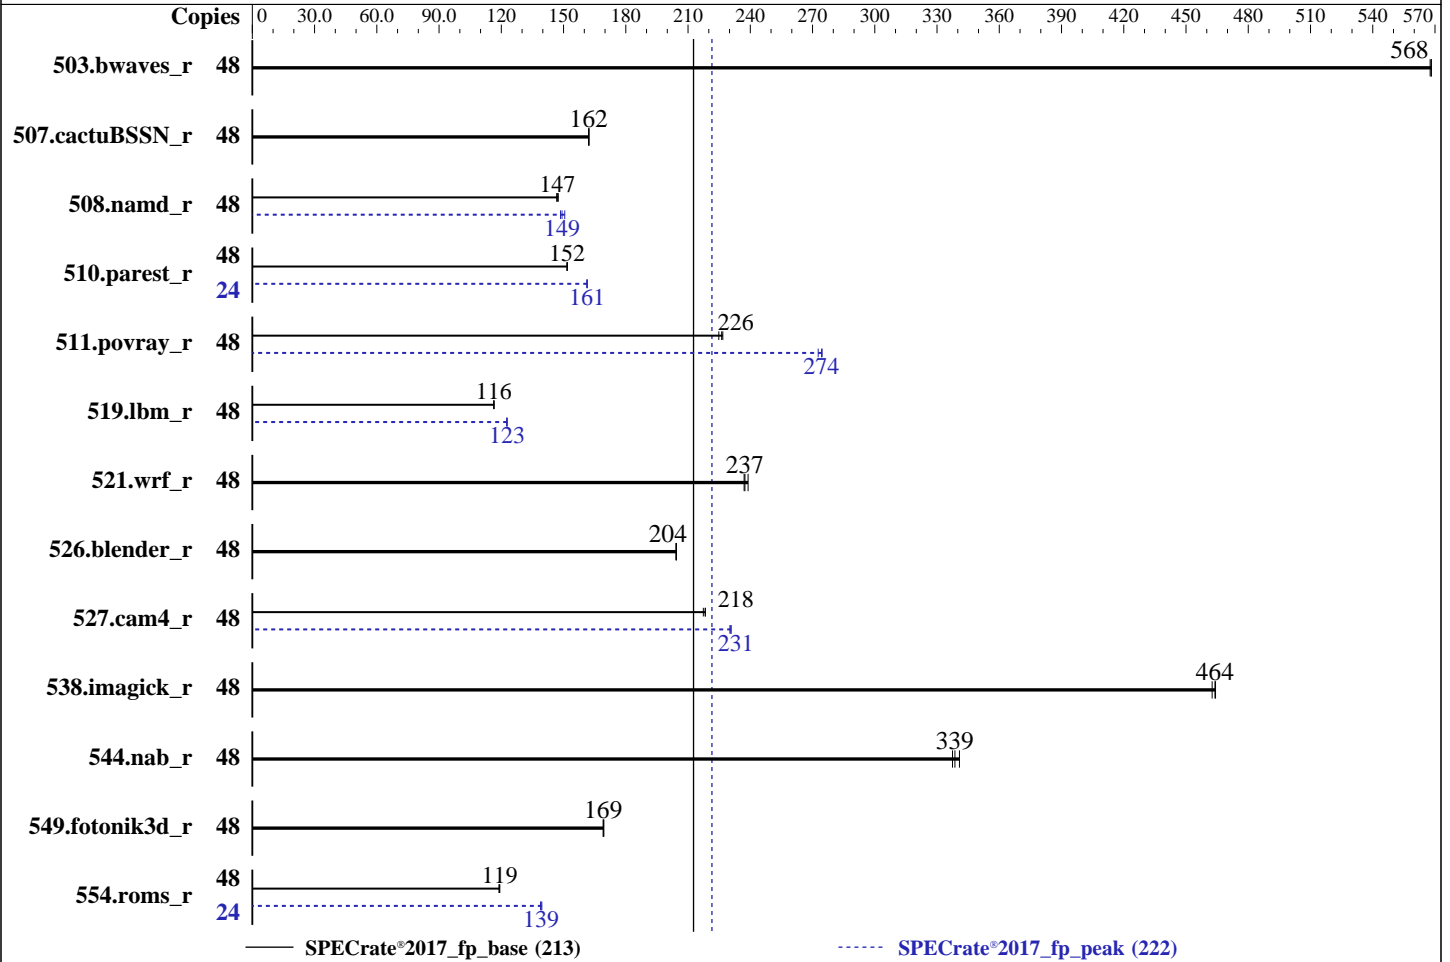 Copies 0 30.0 60.0 90.0 120 150 180 210 240 270 300 330 360 390 420 450 480 510 540 570
503.bwaves_r 48 568
507.cactuBSSN_r 48 162
508.namd_r 48 147
149
510.parest_r 48 152
24 161
511.povray_r 48 226
274
519.lbm_r 48 116
123
521.wrf_r 48 237
526.blender_r 48 204
527.cam4_r 48 218
231
538.imagick_r 48 464
544.nab_r 48 339
549.fotonik3d_r 48 169
554.roms_r 48 119
24 139
SPECrate®2017_fp_base (213) SPECrate®2017_fp_peak (222)